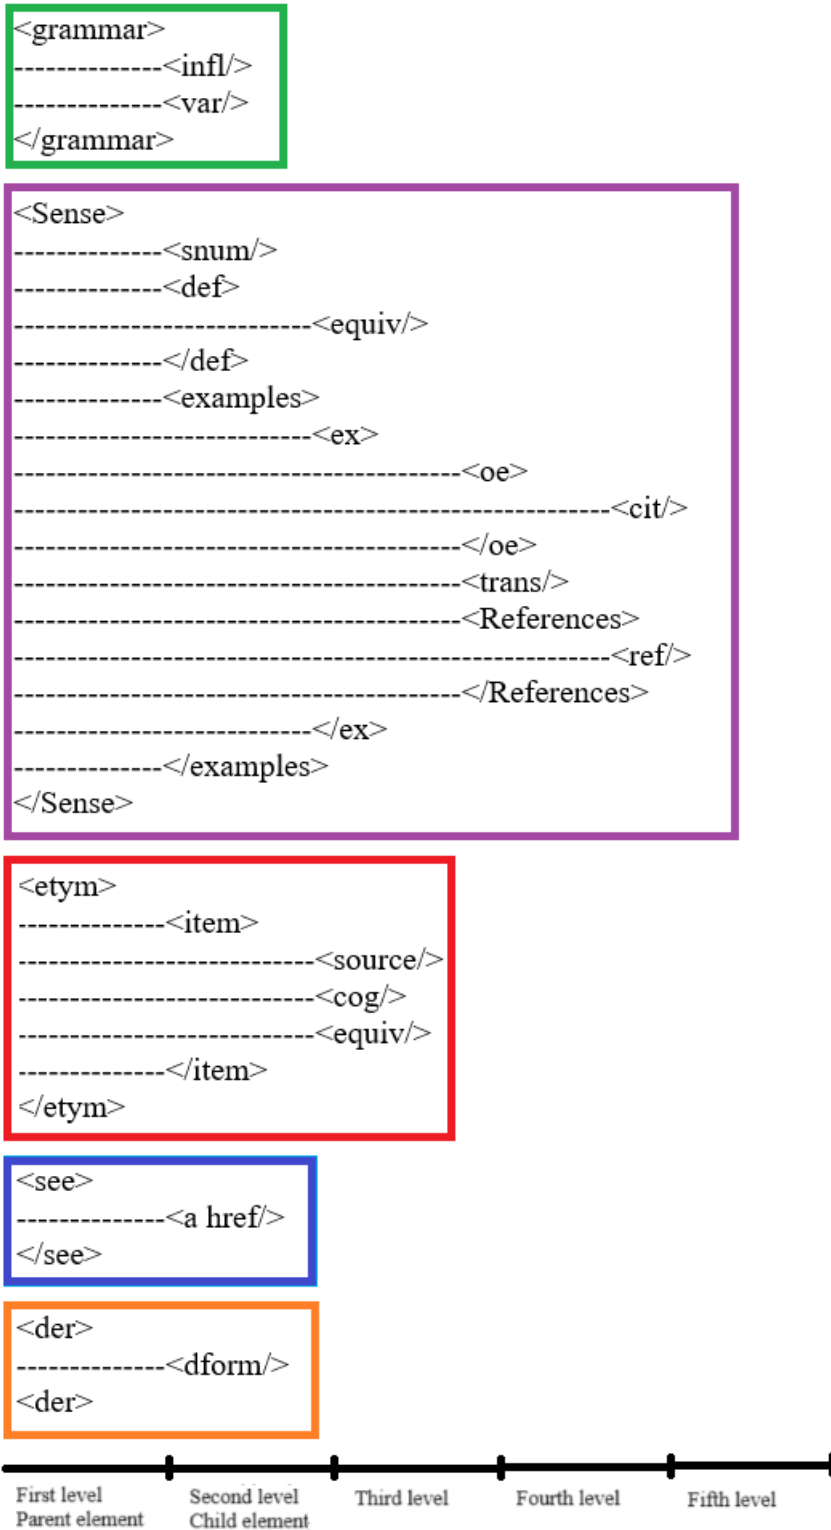 <grammar>
--------------<infl/>
--------------<var/>
</grammar>
<Sense>
--------------<snum/>
--------------<def>
----------------------------<equiv/>
--------------</def>
--------------<examples>
----------------------------<ex>
------------------------------------------<oe>
--------------------------------------------------------<cit/>
------------------------------------------</oe>
------------------------------------------<trans/>
------------------------------------------<References>
--------------------------------------------------------<ref/>
------------------------------------------</References>
----------------------------</ex>
--------------</examples>
</Sense>
<etym>
--------------<item>
----------------------------<source/>
----------------------------<cog/>
----------------------------<equiv/>
--------------</item>
</etym>
<see>
--------------<a href/>
</see>
<der>
--------------<dform/>
<der>
First level Second level Third level Fourth level Fifth level
Parent element Child element